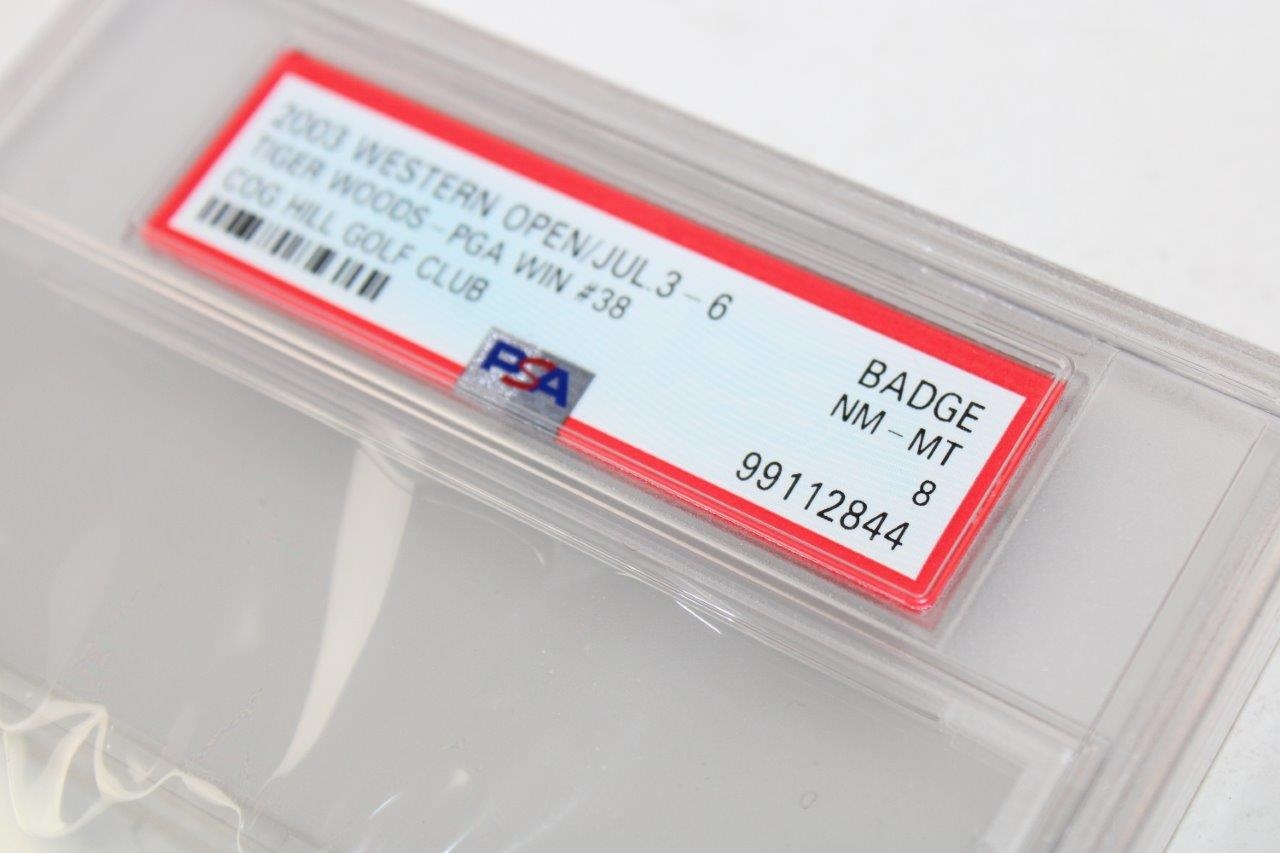 2003 WESTERN OPEN/JUL.3-6
TIGER WOODS-PGA WIN #38
COG HILL GOLF CLUB
BADGE
NM-MT
8
99112844
PSA